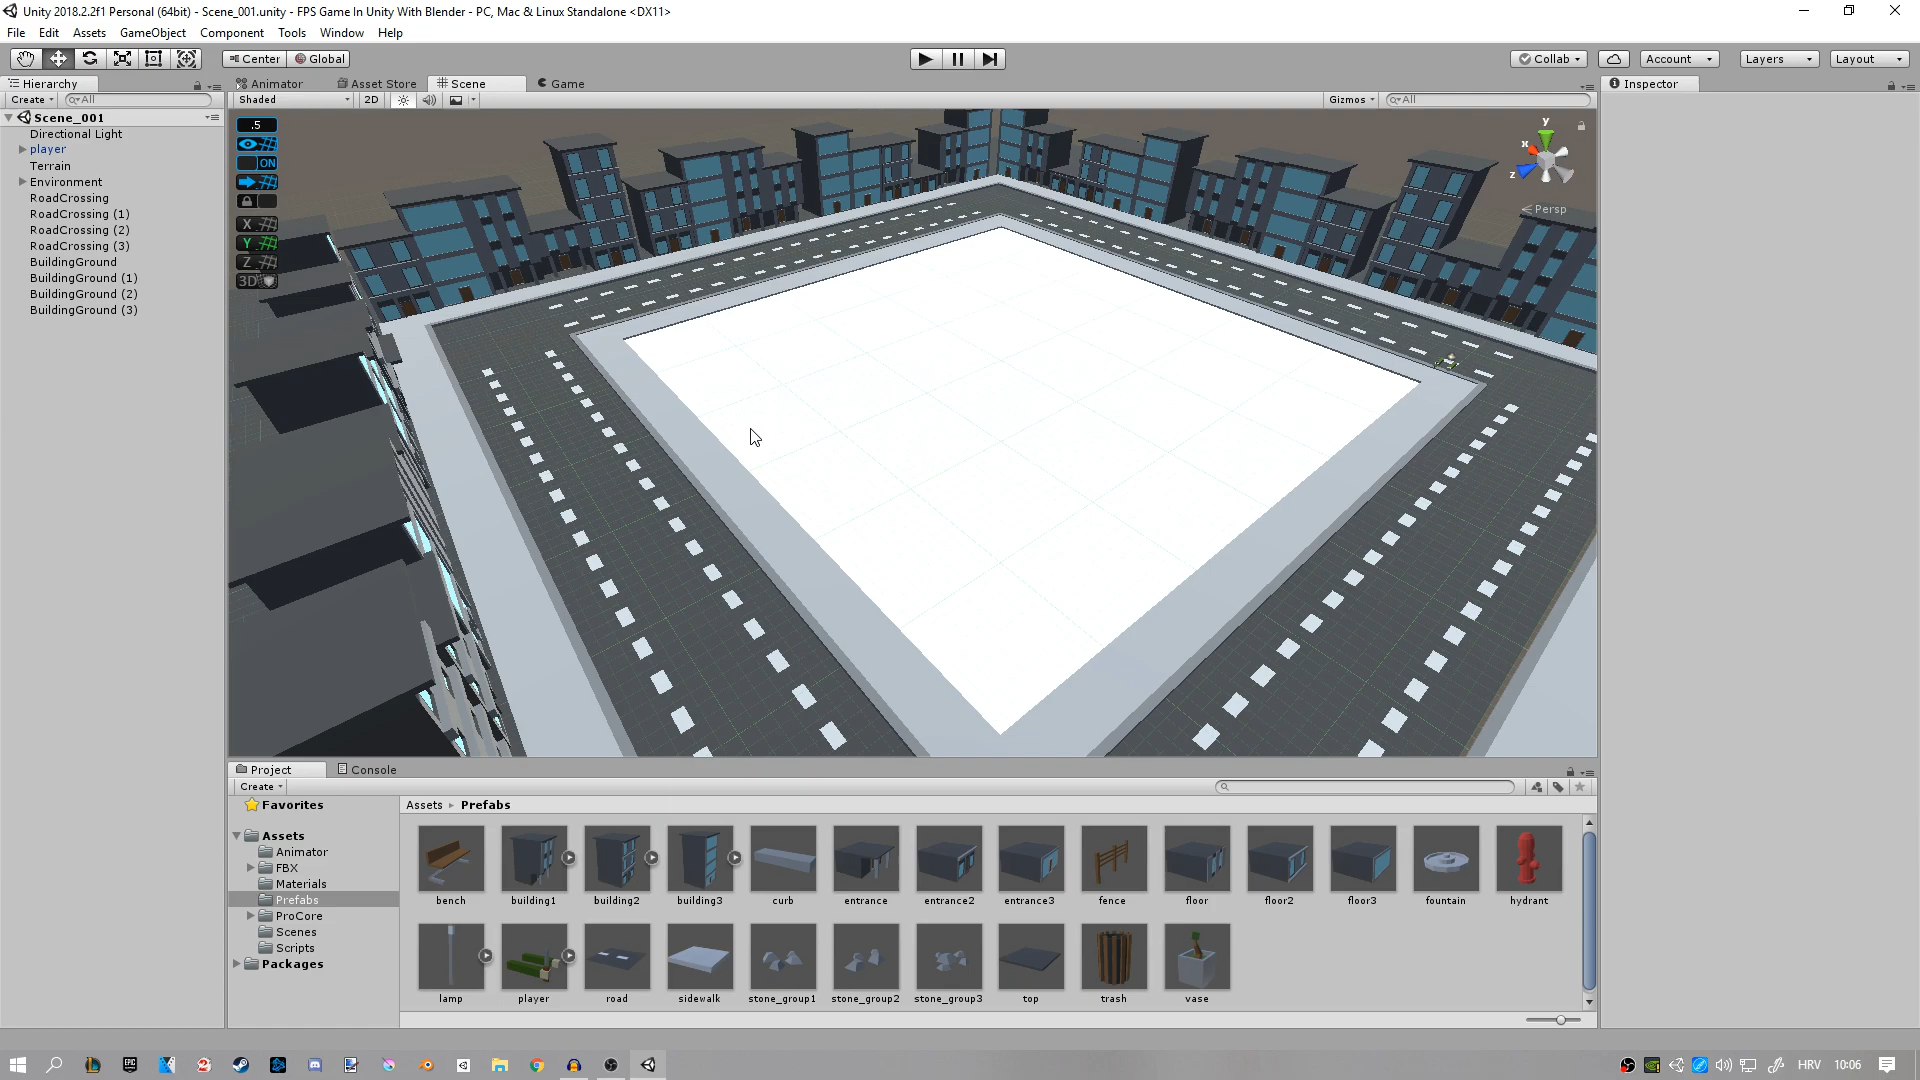 Unity 2018.2.2f1 Personal (64bit) - Scene_001.unity - FPS Game In Unity With Blender - PC, Mac & Linux Standalone <DX11>
File Edit Assets GameObject Component Tools Window Help
Center Global Collab Account Layers Layout
Hierarchy Animator Asset Store Scene Game Inspector
Create All Shaded 2D Gizmos All
Scene_001
Directional Light
player
Terrain
Environment
RoadCrossing
RoadCrossing (1)
RoadCrossing (2)
RoadCrossing (3)
BuildingGround
BuildingGround (1)
BuildingGround (2)
BuildingGround (3)
.5
ON
X
Y
Z
3D
y
x
z
Persp
Project Console
Create
Favorites
Assets
Animator
FBX
Materials
Prefabs
ProCore
Scenes
Scripts
Packages
Assets Prefabs
bench building1 building2 building3 curb entrance entrance2 entrance3 fence floor floor2 floor3 fountain hydrant
lamp player road sidewalk stone_group1 stone_group2 stone_group3 top trash vase
EPIC
HRV 10:06